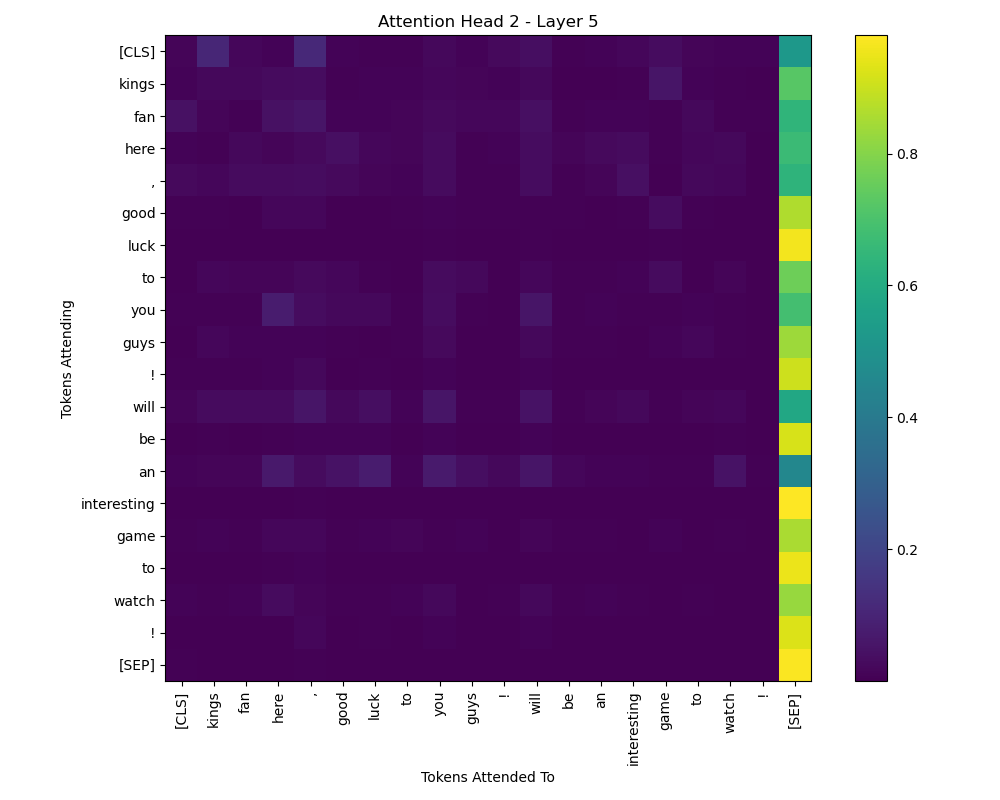 Attention Head 2 - Layer 5
[CLS]
kings
fan
here
,
good
luck
to
you
guys
!
will
be
an
interesting
game
to
watch
!
[SEP]
Tokens Attending
[CLS]
kings
fan
here
,
good
luck
to
you
guys
!
will
be
an
interesting
game
to
watch
!
[SEP]
Tokens Attended To
0.8
0.6
0.4
0.2